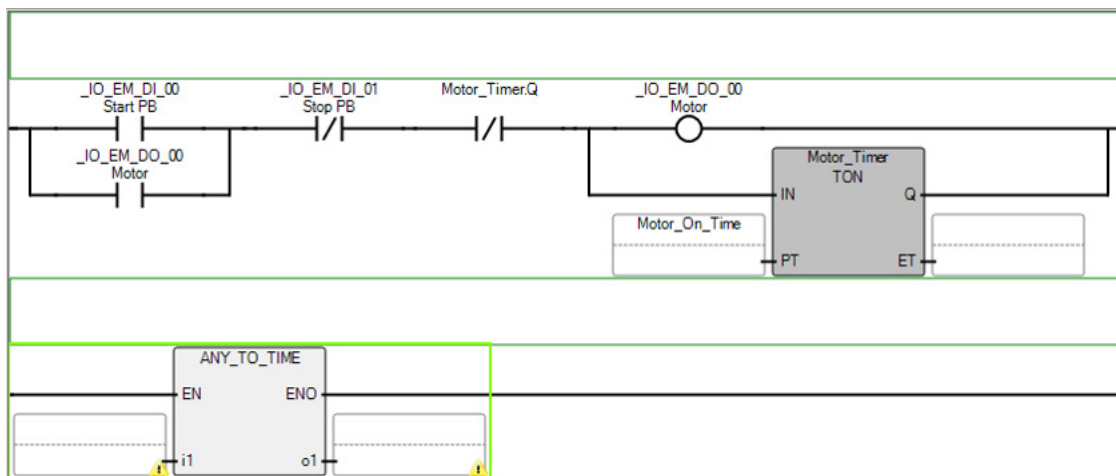 _IO_EM_DI_00
Start PB
_IO_EM_DI_01
Stop PB
Motor_Timer.Q
_IO_EM_DO_00
Motor
_IO_EM_DO_00
Motor
Motor_Timer
TON
IN
Q
Motor_On_Time
PT
ET
ANY_TO_TIME
EN
ENO
i1
o1